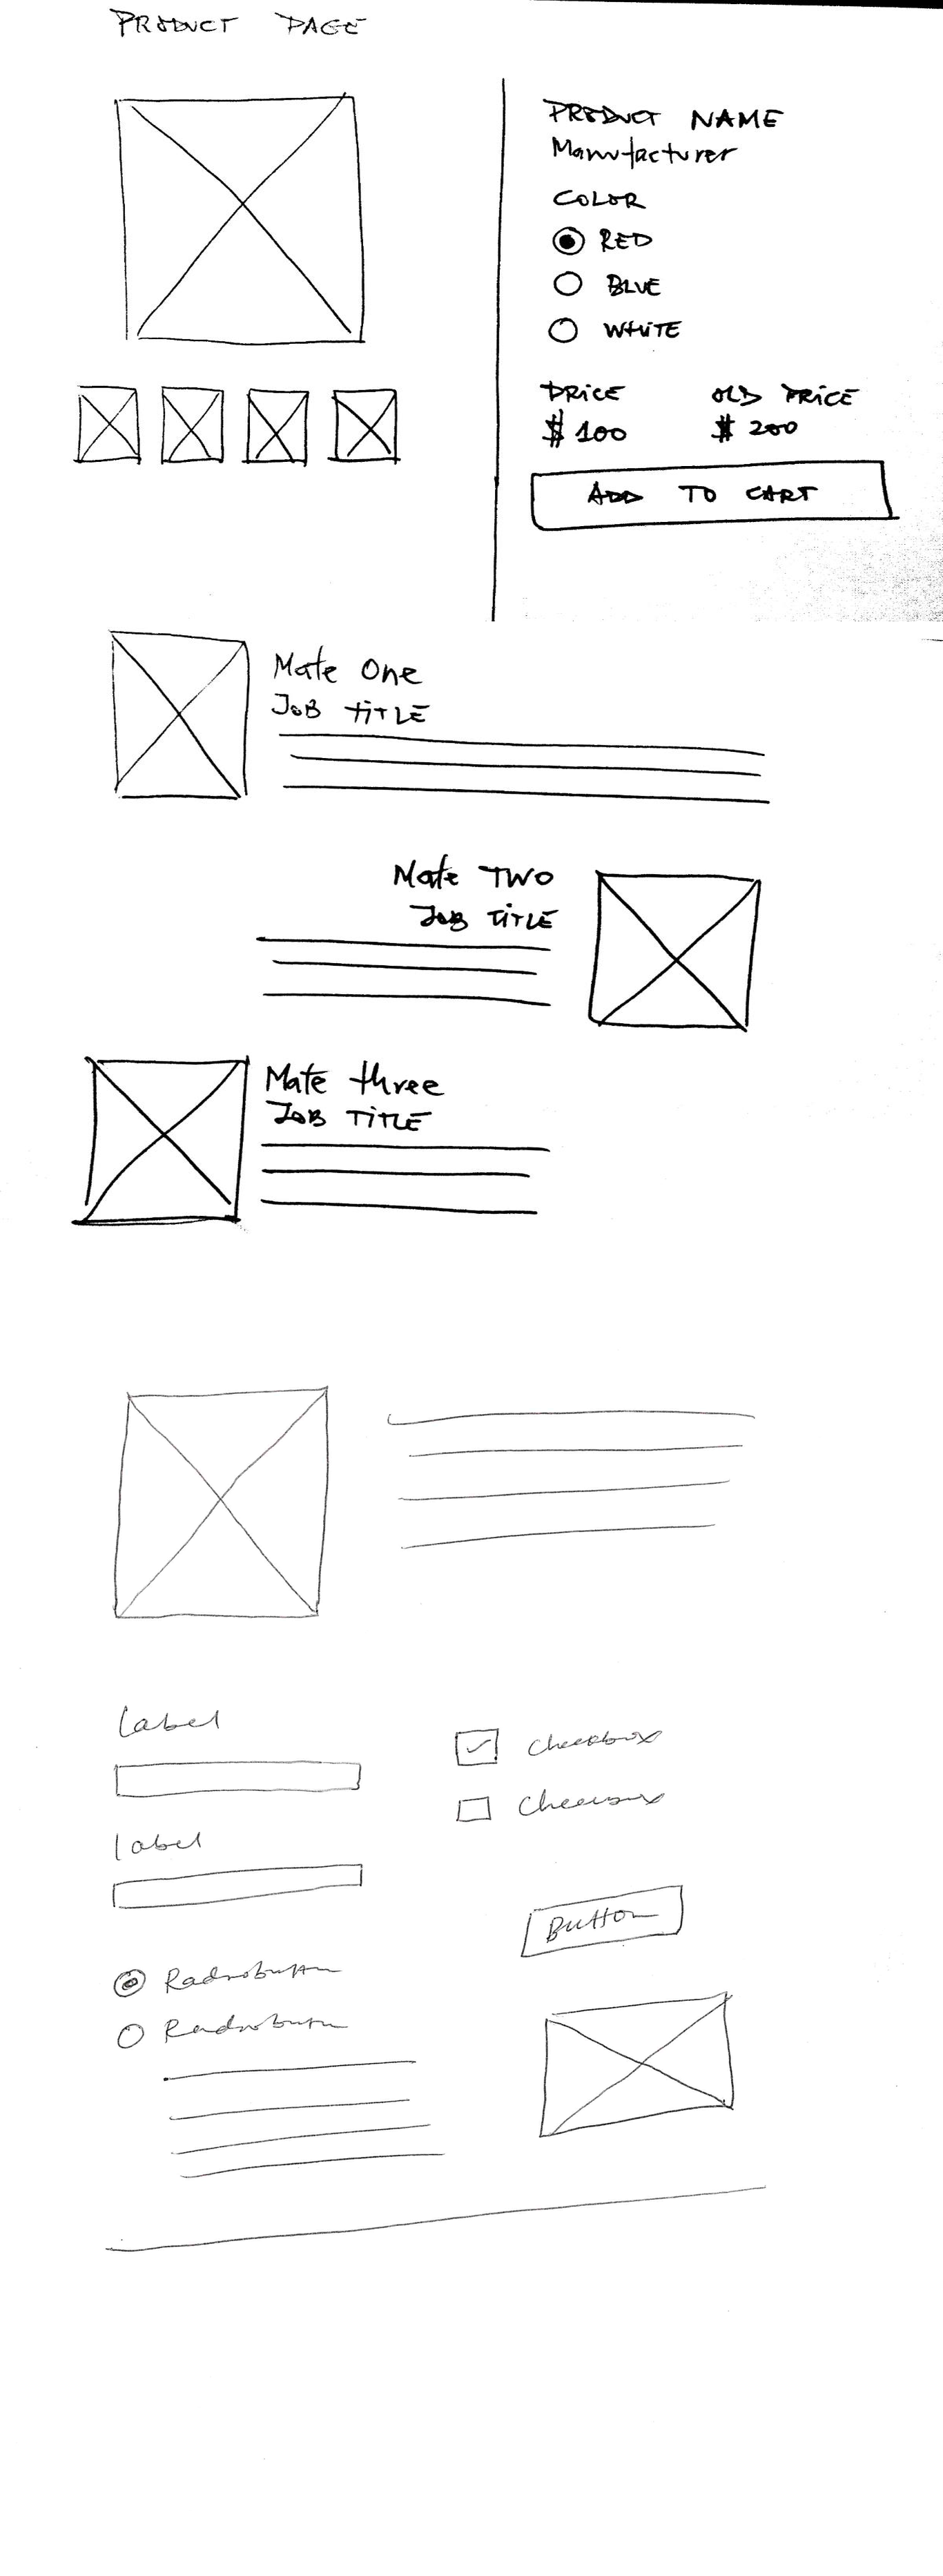 PRODUCT PAGE
PRODUCT NAME
Manufacturer
COLOR
RED
BLUE
WHITE
PRICE OLD PRICE
$100 $200
ADD TO CART
Mate One
JOB TITLE
Mate TWO
JOB TITLE
Mate three
JOB TITLE
Label
checkbox
Checkbox
label
Button
Radiobutton
Radiobutton